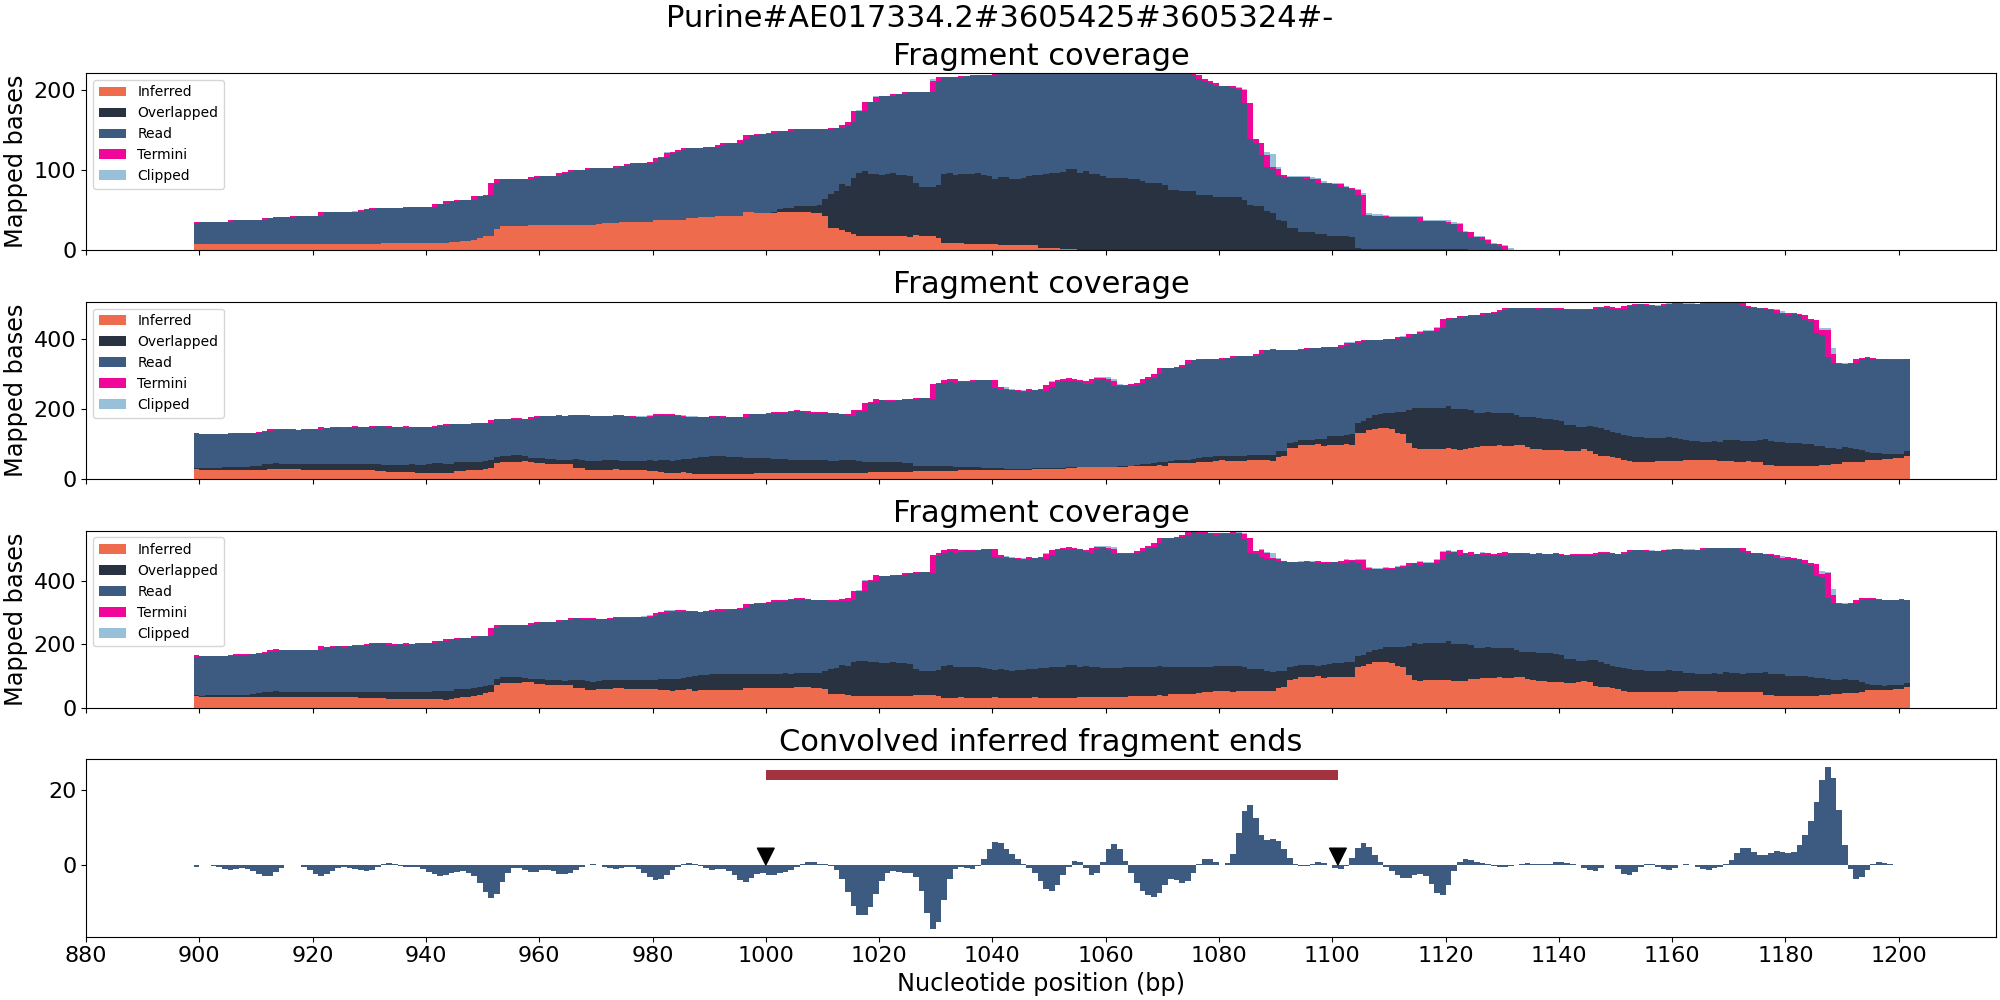 Purine#AE017334.2#3605425#3605324#-
Fragment coverage
Mapped bases
200
100
0
Inferred
Overlapped
Read
Termini
Clipped
Fragment coverage
Mapped bases
400
200
0
Inferred
Overlapped
Read
Termini
Clipped
Fragment coverage
Mapped bases
400
200
0
Inferred
Overlapped
Read
Termini
Clipped
Convolved inferred fragment ends
20
0
880 900 920 940 960 980 1000 1020 1040 1060 1080 1100 1120 1140 1160 1180 1200
Nucleotide position (bp)